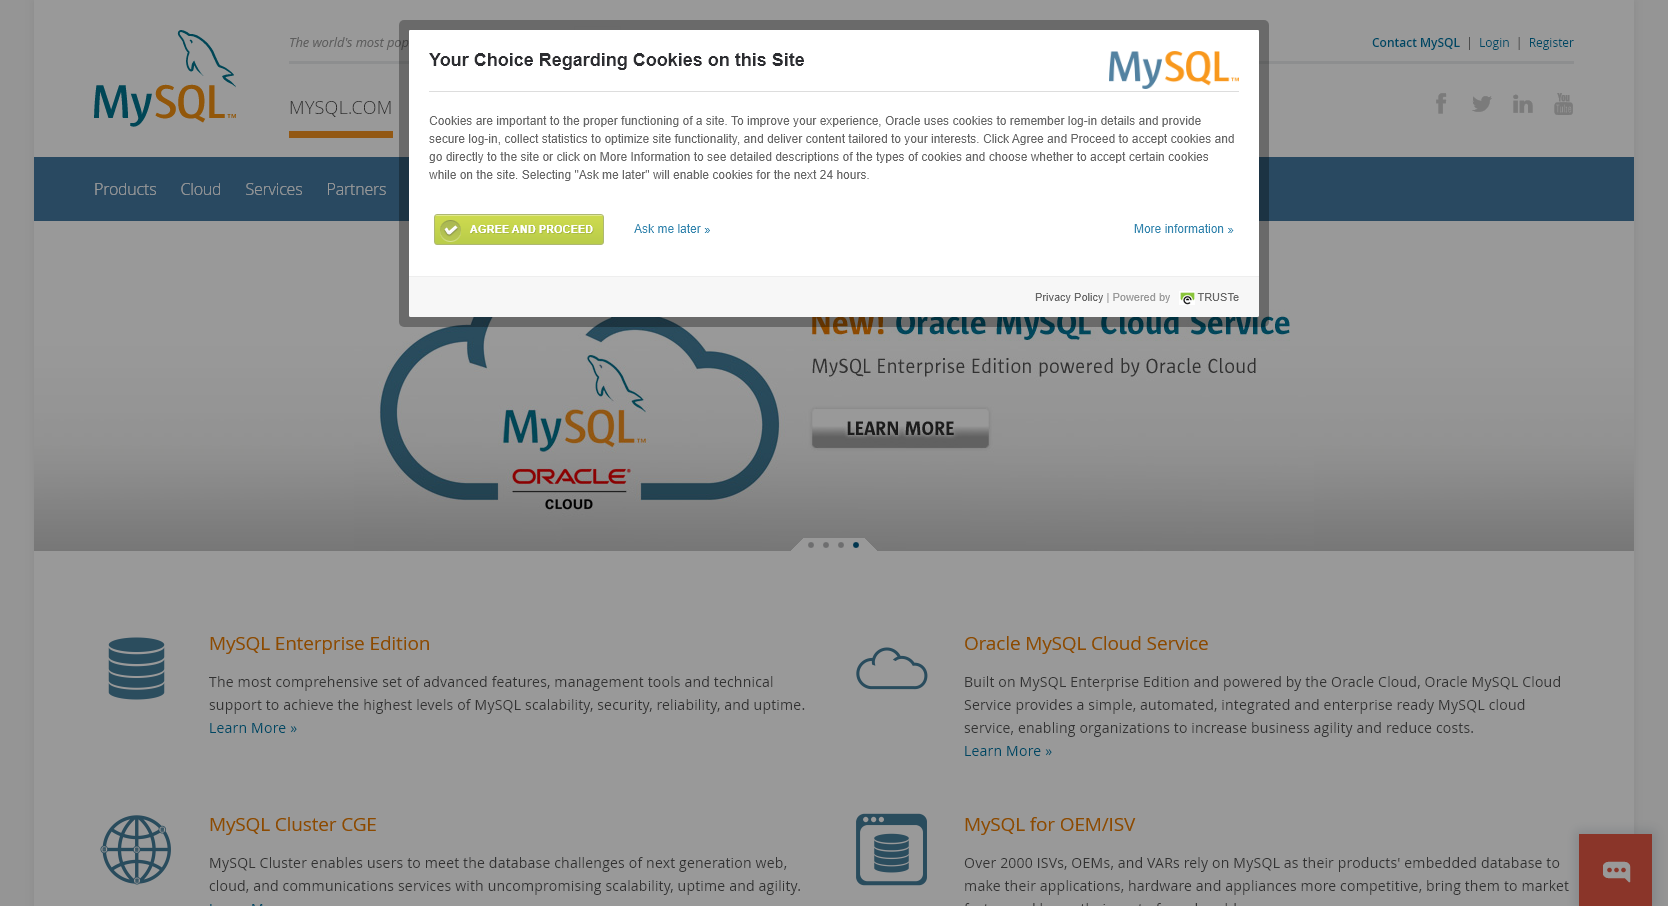 The world's most pop
Contact MySQL | Login | Register
MySQL™
MYSQL.COM
Products Cloud Services Partners
Your Choice Regarding Cookies on this Site
MySQL™
Cookies are important to the proper functioning of a site. To improve your experience, Oracle uses cookies to remember log-in details and provide
secure log-in, collect statistics to optimize site functionality, and deliver content tailored to your interests. Click Agree and Proceed to accept cookies and
go directly to the site or click on More Information to see detailed descriptions of the types of cookies and choose whether to accept certain cookies
while on the site. Selecting "Ask me later" will enable cookies for the next 24 hours.
AGREE AND PROCEED
Ask me later »
More information »
Privacy Policy | Powered by TRUSTe
New! Oracle MySQL Cloud Service
MySQL Enterprise Edition powered by Oracle Cloud
LEARN MORE
MySQL™
ORACLE®
CLOUD
MySQL Enterprise Edition
The most comprehensive set of advanced features, management tools and technical
support to achieve the highest levels of MySQL scalability, security, reliability, and uptime.
Learn More »
Oracle MySQL Cloud Service
Built on MySQL Enterprise Edition and powered by the Oracle Cloud, Oracle MySQL Cloud
Service provides a simple, automated, integrated and enterprise ready MySQL cloud
service, enabling organizations to increase business agility and reduce costs.
Learn More »
MySQL Cluster CGE
MySQL Cluster enables users to meet the database challenges of next generation web,
cloud, and communications services with uncompromising scalability, uptime and agility.
MySQL for OEM/ISV
Over 2000 ISVs, OEMs, and VARs rely on MySQL as their products' embedded database to
make their applications, hardware and appliances more competitive, bring them to market